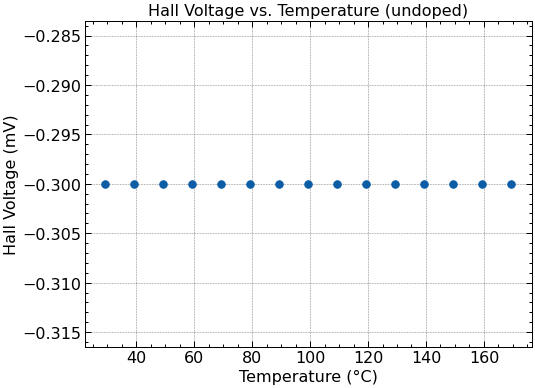 Hall Voltage vs. Temperature (undoped)
Hall Voltage (mV)
−0.285
−0.290
−0.295
−0.300
−0.305
−0.310
−0.315
40 60 80 100 120 140 160
Temperature (°C)